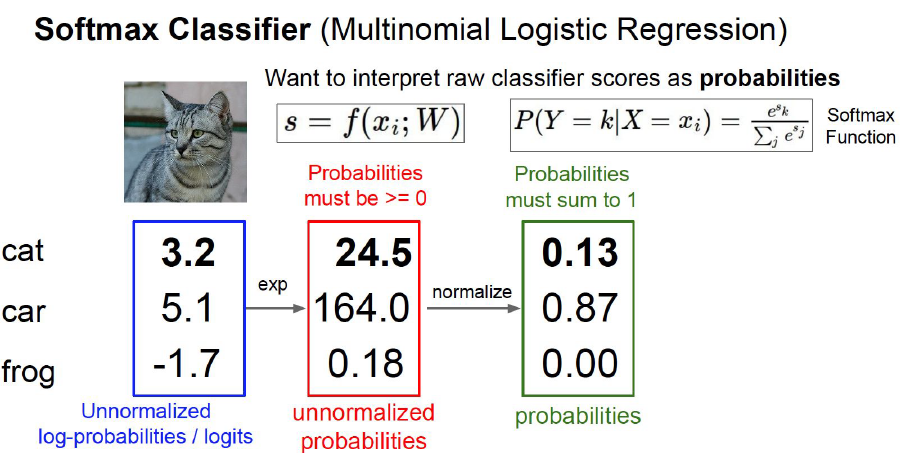 Softmax Classifier (Multinomial Logistic Regression)
Want to interpret raw classifier scores as probabilities
s = f(x_i; W)
P(Y = k|X = x_i) = \frac{e^{s_k}}{\sum_j e^{s_j}}
Softmax
Function
Probabilities
must be >= 0
Probabilities
must sum to 1
cat 3.2 24.5 0.13
exp normalize
car 5.1 164.0 0.87
frog -1.7 0.18 0.00
Unnormalized
log-probabilities / logits
unnormalized
probabilities
probabilities